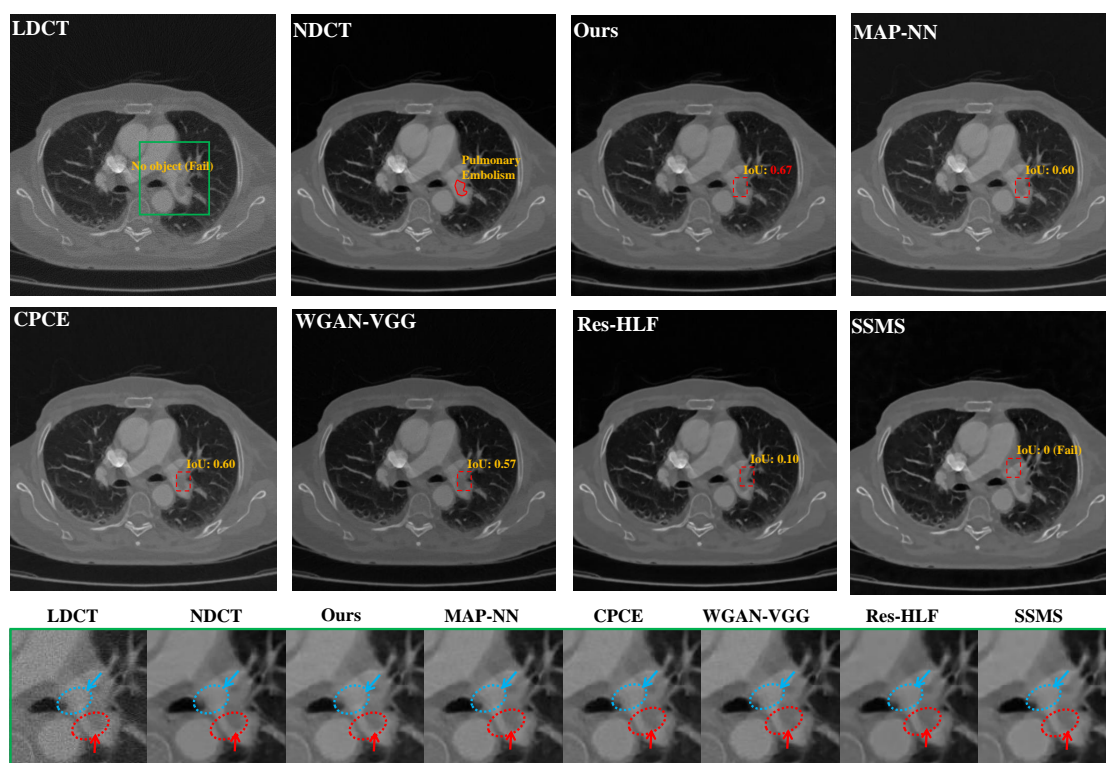 LDCT
NDCT
Ours
MAP-NN
No object (Fail)
Pulmonary
Embolism
IoU: 0.67
IoU: 0.60
CPCE
WGAN-VGG
Res-HLF
SSMS
IoU: 0.60
IoU: 0.57
IoU: 0.10
IoU: 0 (Fail)
LDCT
NDCT
Ours
MAP-NN
CPCE
WGAN-VGG
Res-HLF
SSMS